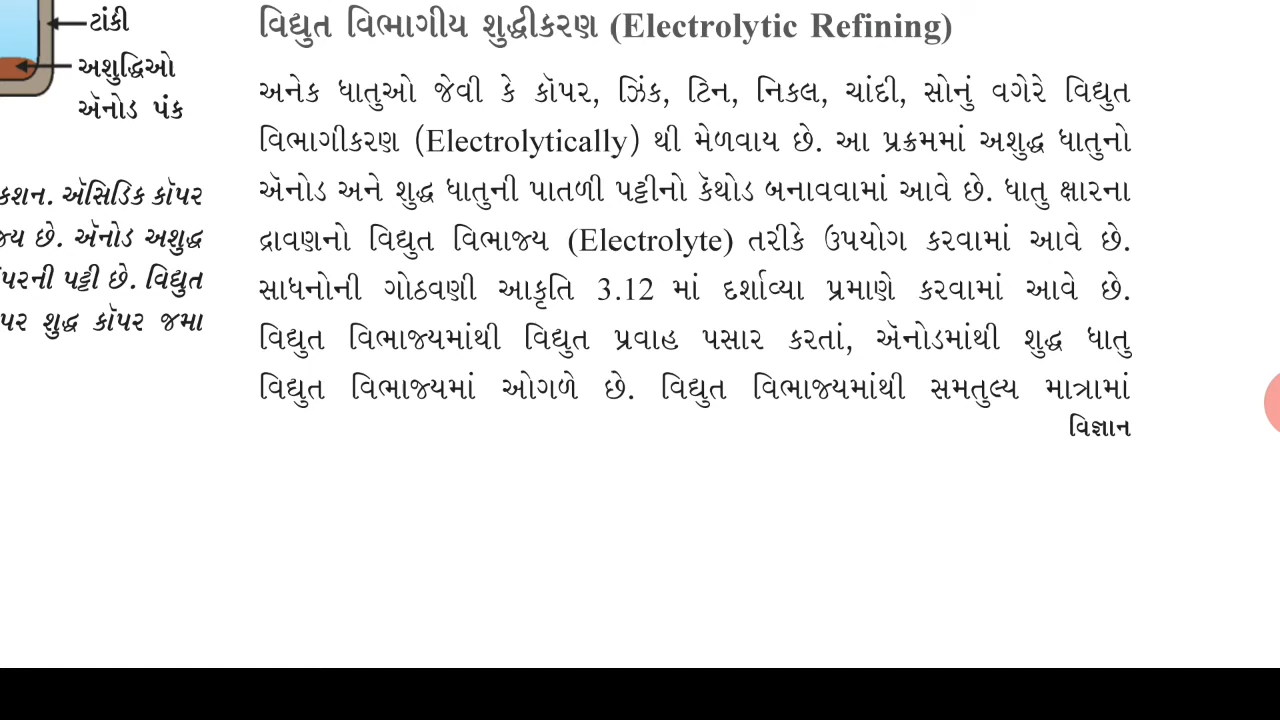 ટાંકી
અશુદ્ધિઓ
ઍનોડ પંક
કશન. ઍસિડિક કૉપર
જ્ય છે. ઍનોડ અશુદ્ધ
પરની પટ્ટી છે. વિદ્યુત
પર શુદ્ધ કૉપર જમા
વિદ્યુત વિભાગીય શુદ્ધીકરણ (Electrolytic Refining)
અનેક ધાતુઓ જેવી કે કૉપર, ઝિંક, ટિન, નિકલ, ચાંદી, સોનું વગેરે વિદ્યુત
વિભાગીકરણ (Electrolytically) થી મેળવાય છે. આ પ્રક્રમમાં અશુદ્ધ ધાતુનો
ઍનોડ અને શુદ્ધ ધાતુની પાતળી પટ્ટીનો કૅથોડ બનાવવામાં આવે છે. ધાતુ ક્ષારના
દ્રાવણનો વિદ્યુત વિભાજ્ય (Electrolyte) તરીકે ઉપયોગ કરવામાં આવે છે.
સાધનોની ગોઠવણી આકૃતિ 3.12 માં દર્શાવ્યા પ્રમાણે કરવામાં આવે છે.
વિદ્યુત વિભાજ્યમાંથી વિદ્યુત પ્રવાહ પસાર કરતાં, ઍનોડમાંથી શુદ્ધ ધાતુ
વિદ્યુત વિભાજ્યમાં ઓગળે છે. વિદ્યુત વિભાજ્યમાંથી સમતુલ્ય માત્રામાં
વિજ્ઞાન